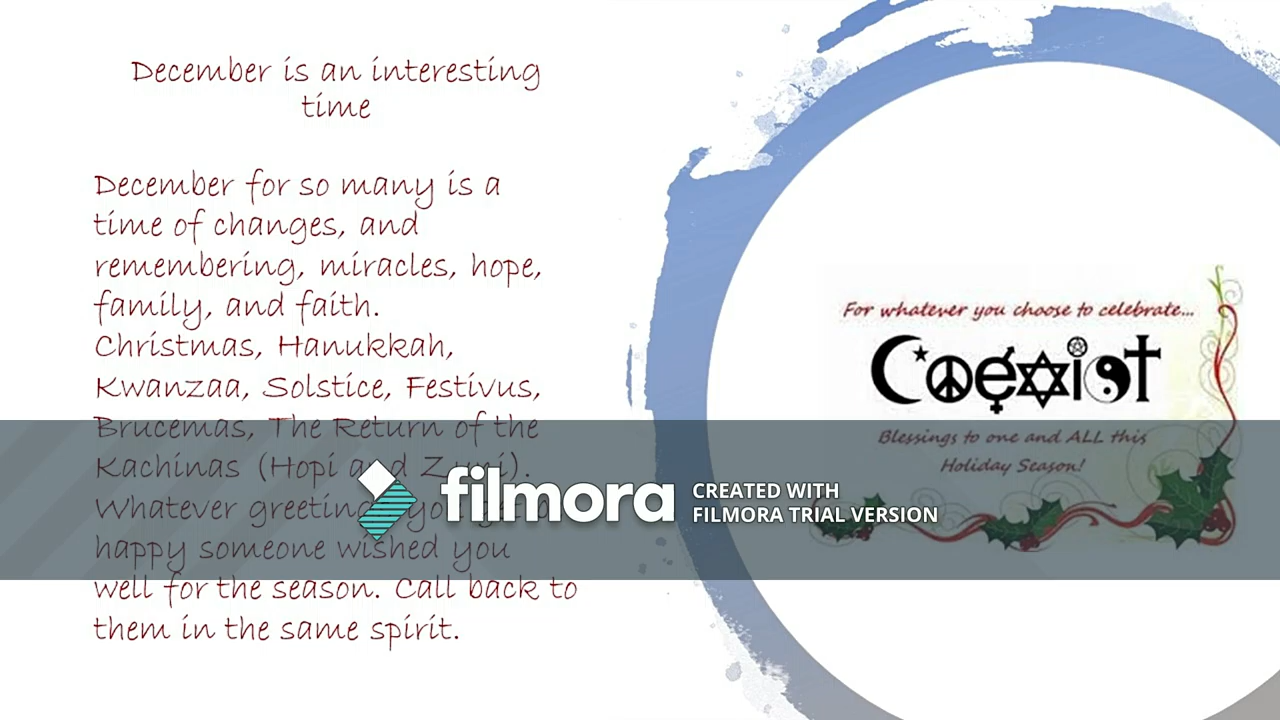 December is an interesting
time
December for so many is a
time of changes, and
remembering, miracles, hope,
family, and faith.
Christmas, Hanukkah,
Kwanzaa, Solstice, Festivus,
Brucemas, The Return of the
Kachinas (Hopi and Zuni).
Whatever greeting you
happy someone wished you
well for the season. Call back to
them in the same spirit.
For whatever you choose to celebrate...
Coexist
Blessings to one and ALL this
Holiday Season!
filmora
CREATED WITH
FILMORA TRIAL VERSION